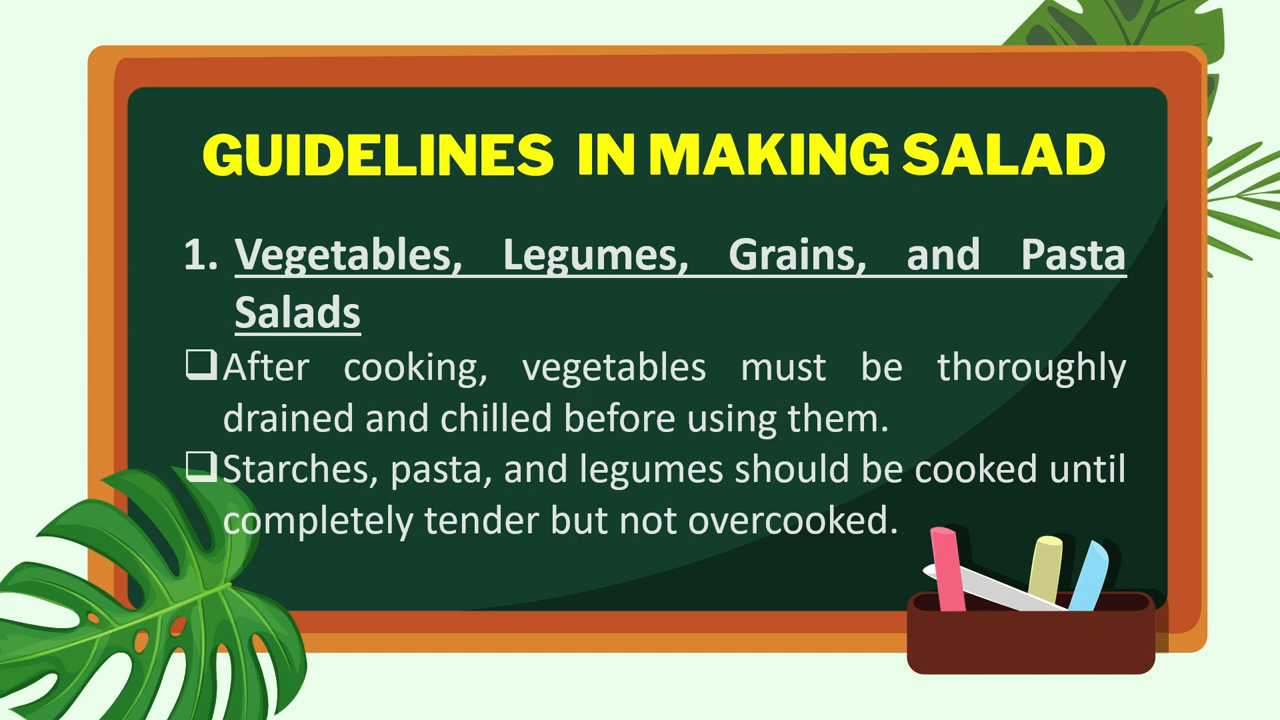 GUIDELINES IN MAKING SALAD
1. Vegetables, Legumes, Grains, and Pasta
Salads
❑After cooking, vegetables must be thoroughly
drained and chilled before using them.
❑Starches, pasta, and legumes should be cooked until
completely tender but not overcooked.